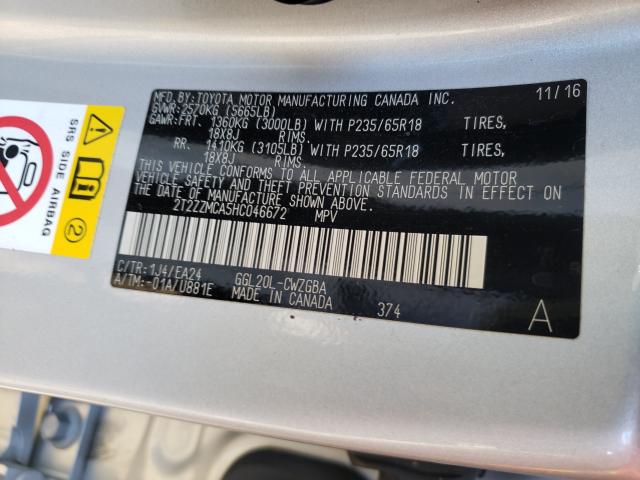 MFD.BY:TOYOTA MOTOR MANUFACTURING CANADA INC. 11/16
GVWR:2570KG (5665LB)
GAWR:FRT. 1360KG (3000LB) WITH P235/65R18 TIRES,
18X8J RIMS.
RR. 1410KG (3105LB) WITH P235/65R18 TIRES,
18X8J RIMS.
THIS VEHICLE CONFORMS TO ALL APPLICABLE FEDERAL MOTOR
VEHICLE SAFETY AND THEFT PREVENTION STANDARDS IN EFFECT ON
THE DATE OF MANUFACTURE SHOWN ABOVE.
2T2ZZMCA5HC046672 MPV
C/TR:1J4/EA24 GGL20L-CWZGBA
A/TM:-01A/U881E MADE IN CANADA 374 A
SRS SIDE AIRBAG
2